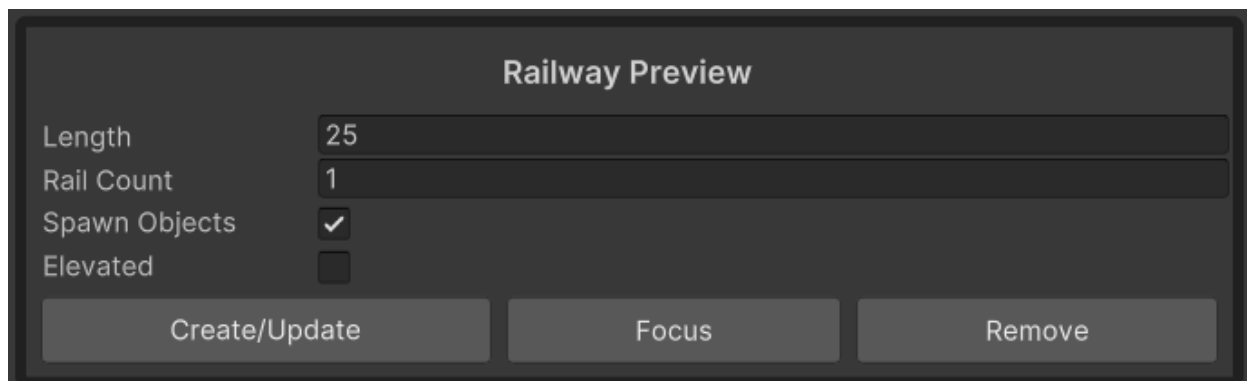 Railway Preview
Length 25
Rail Count 1
Spawn Objects
Elevated
Create/Update Focus Remove